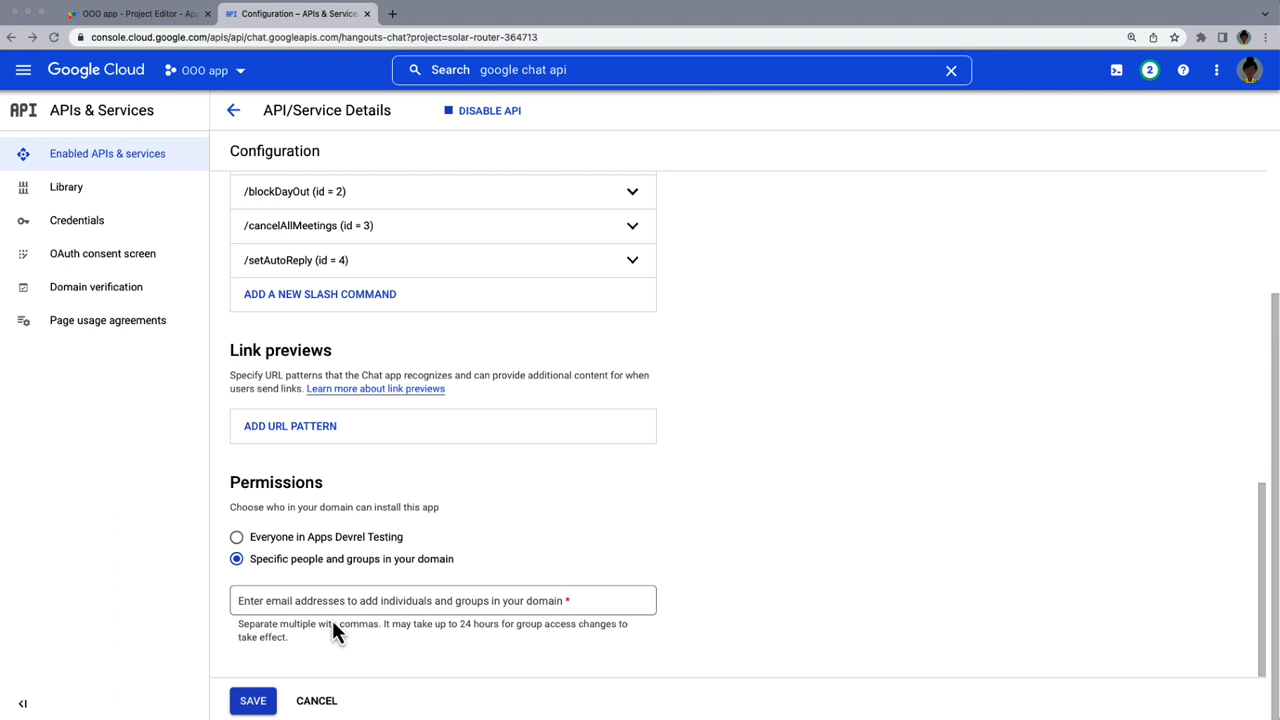 OOO app - Project Editor - App
API Configuration – APIs & Service
console.cloud.google.com/apis/api/chat.googleapis.com/hangouts-chat?project=solar-router-364713
Google Cloud
OOO app
Search google chat api
2
API APIs & Services
API/Service Details
DISABLE API
Enabled APIs & services
Library
Credentials
OAuth consent screen
Domain verification
Page usage agreements
Configuration
/blockDayOut (id = 2)
/cancelAllMeetings (id = 3)
/setAutoReply (id = 4)
ADD A NEW SLASH COMMAND
Link previews
Specify URL patterns that the Chat app recognizes and can provide additional content for when
users send links. Learn more about link previews
ADD URL PATTERN
Permissions
Choose who in your domain can install this app
Everyone in Apps Devrel Testing
Specific people and groups in your domain
Enter email addresses to add individuals and groups in your domain *
Separate multiple with commas. It may take up to 24 hours for group access changes to
take effect.
SAVE
CANCEL